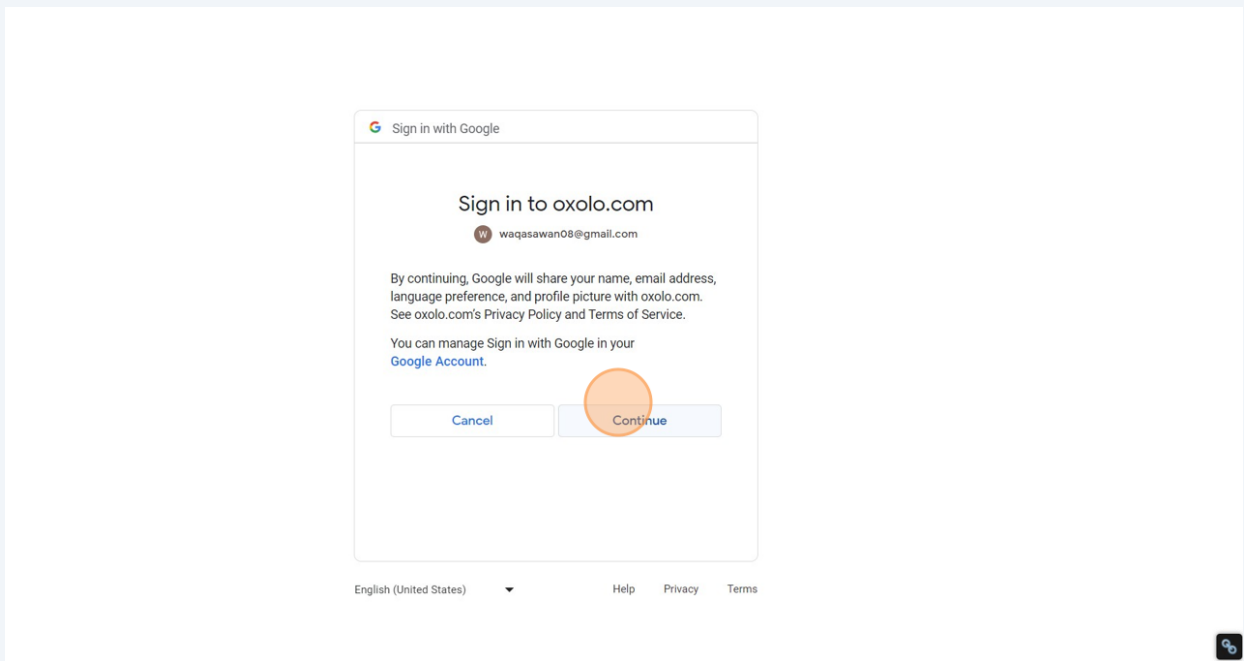 Sign in with Google
Sign in to oxolo.com
W waqasawan08@gmail.com
By continuing, Google will share your name, email address,
language preference, and profile picture with oxolo.com.
See oxolo.com's Privacy Policy and Terms of Service.
You can manage Sign in with Google in your
Google Account.
Cancel Continue
English (United States) Help Privacy Terms